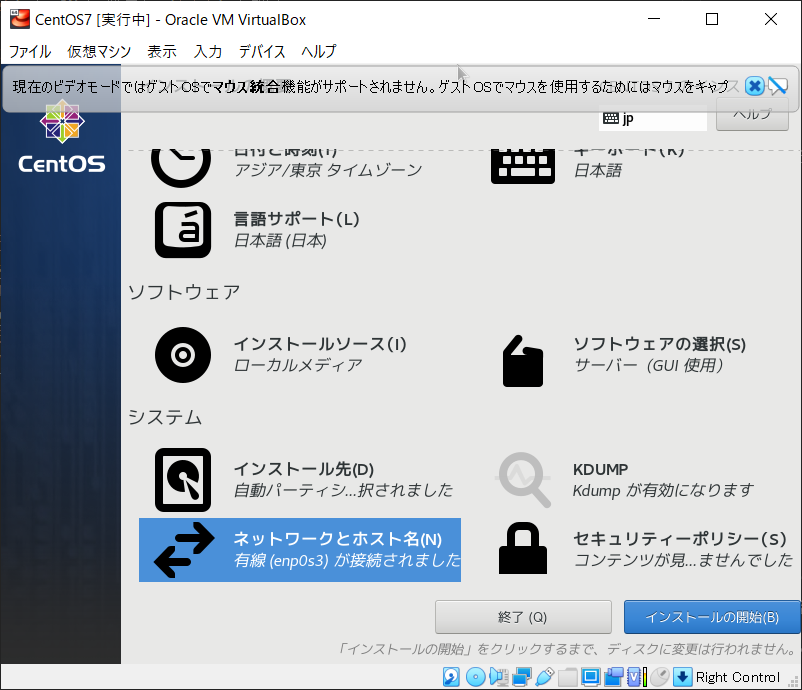 CentOS7 [実行中] - Oracle VM VirtualBox
ファイル 仮想マシン 表示 入力 デバイス ヘルプ
現在のビデオモードではゲストOSでマウス統合機能がサポートされません。ゲストOSでマウスを使用するためにはマウスをキャプ
jp
ヘルプ
CentOS
日付と時刻(T)
アジア/東京 タイムゾーン
キーボード(K)
日本語
言語サポート(L)
日本語 (日本)
ソフトウェア
インストールソース(I)
ローカルメディア
ソフトウェアの選択(S)
サーバー（GUI 使用）
システム
インストール先(D)
自動パーティシ...択されました
KDUMP
Kdump が有効になります
ネットワークとホスト名(N)
有線 (enp0s3) が接続されました
セキュリティーポリシー(S)
コンテンツが見...ませんでした
終了 (Q)
インストールの開始(B)
「インストールの開始」をクリックするまで、ディスクに変更は行われません。
Right Control